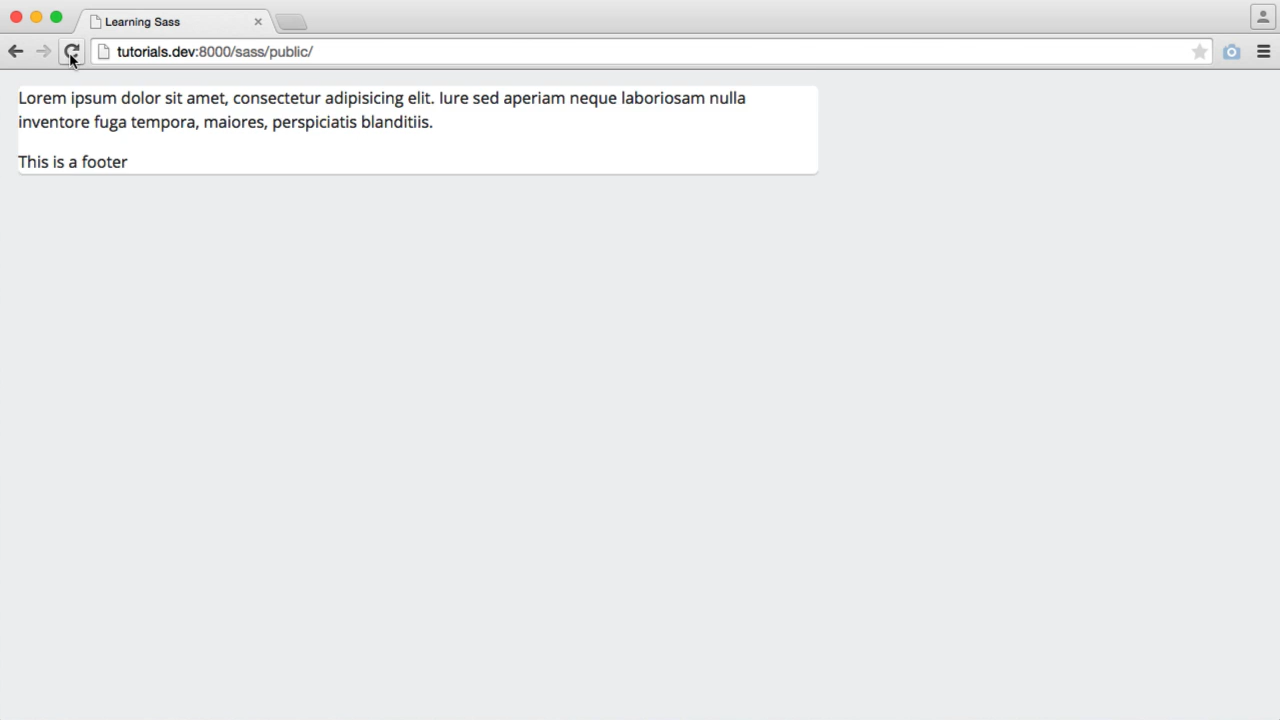 Learning Sass
tutorials.dev:8000/sass/public/
Lorem ipsum dolor sit amet, consectetur adipisicing elit. Iure sed aperiam neque laboriosam nulla
inventore fuga tempora, maiores, perspiciatis blanditiis.
This is a footer